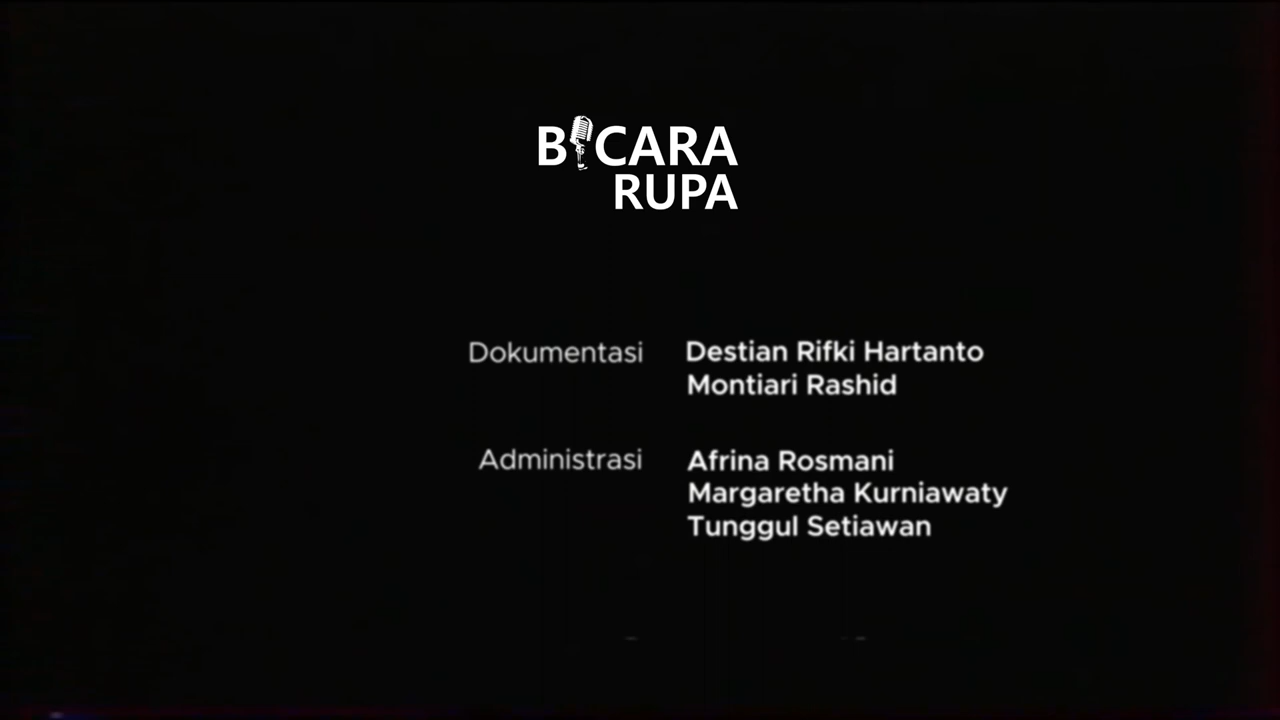 BICARA
RUPA
Dokumentasi Destian Rifki Hartanto
Montiari Rashid
Administrasi Afrina Rosmani
Margaretha Kurniawaty
Tunggul Setiawan